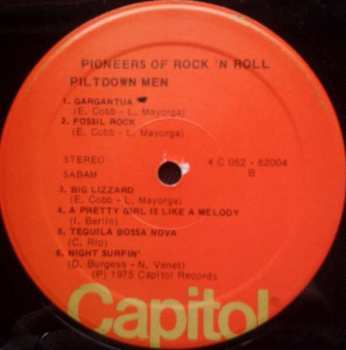 PIONEERS OF ROCK 'N ROLL
PILTDOWN MEN
1. GARGANTUA
(E. Cobb - L. Mayorga)
2. FOSSIL ROCK
(E. Cobb - L. Mayorga)
STEREO
4 C 052 - 82004
SABAM
B
3. BIG LIZZARD
(E. Cobb - L. Mayorga)
4. A PRETTY GIRL IS LIKE A MELODY
(I. Berlin)
5. TEQUILA BOSSA NOVA
(C. Rio)
6. NIGHT SURFIN'
(D. Burgess - N. Venet)
(P) 1975 Capitol Records
Capitol